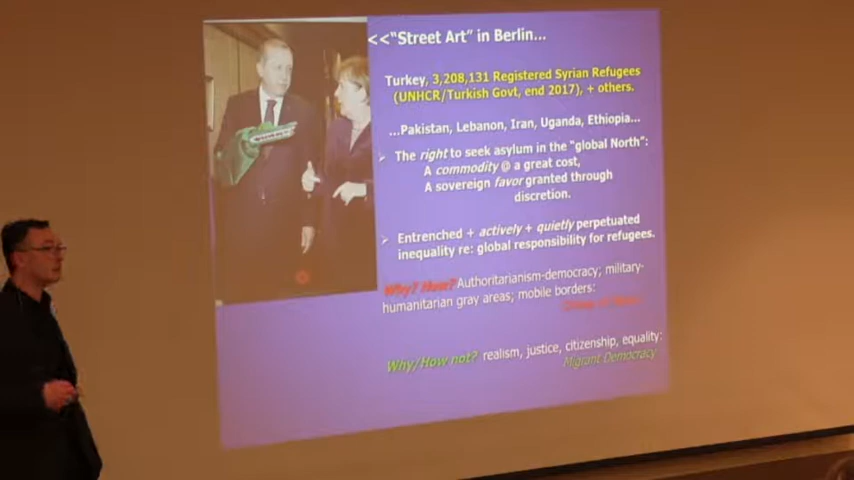 <<“Street Art” in Berlin...
Turkey, 3,208,131 Registered Syrian Refugees
(UNHCR/Turkish Govt, end 2017), + others.
...Pakistan, Lebanon, Iran, Uganda, Ethiopia...
The right to seek asylum in the “global North”:
A commodity @ a great cost,
A sovereign favor granted through
discretion.
Entrenched + actively + quietly perpetuated
inequality re: global responsibility for refugees.
Why? How? Authoritarianism-democracy; military-
humanitarian gray areas; mobile borders:
Why/How not? realism, justice, citizenship, equality:
Migrant Democracy